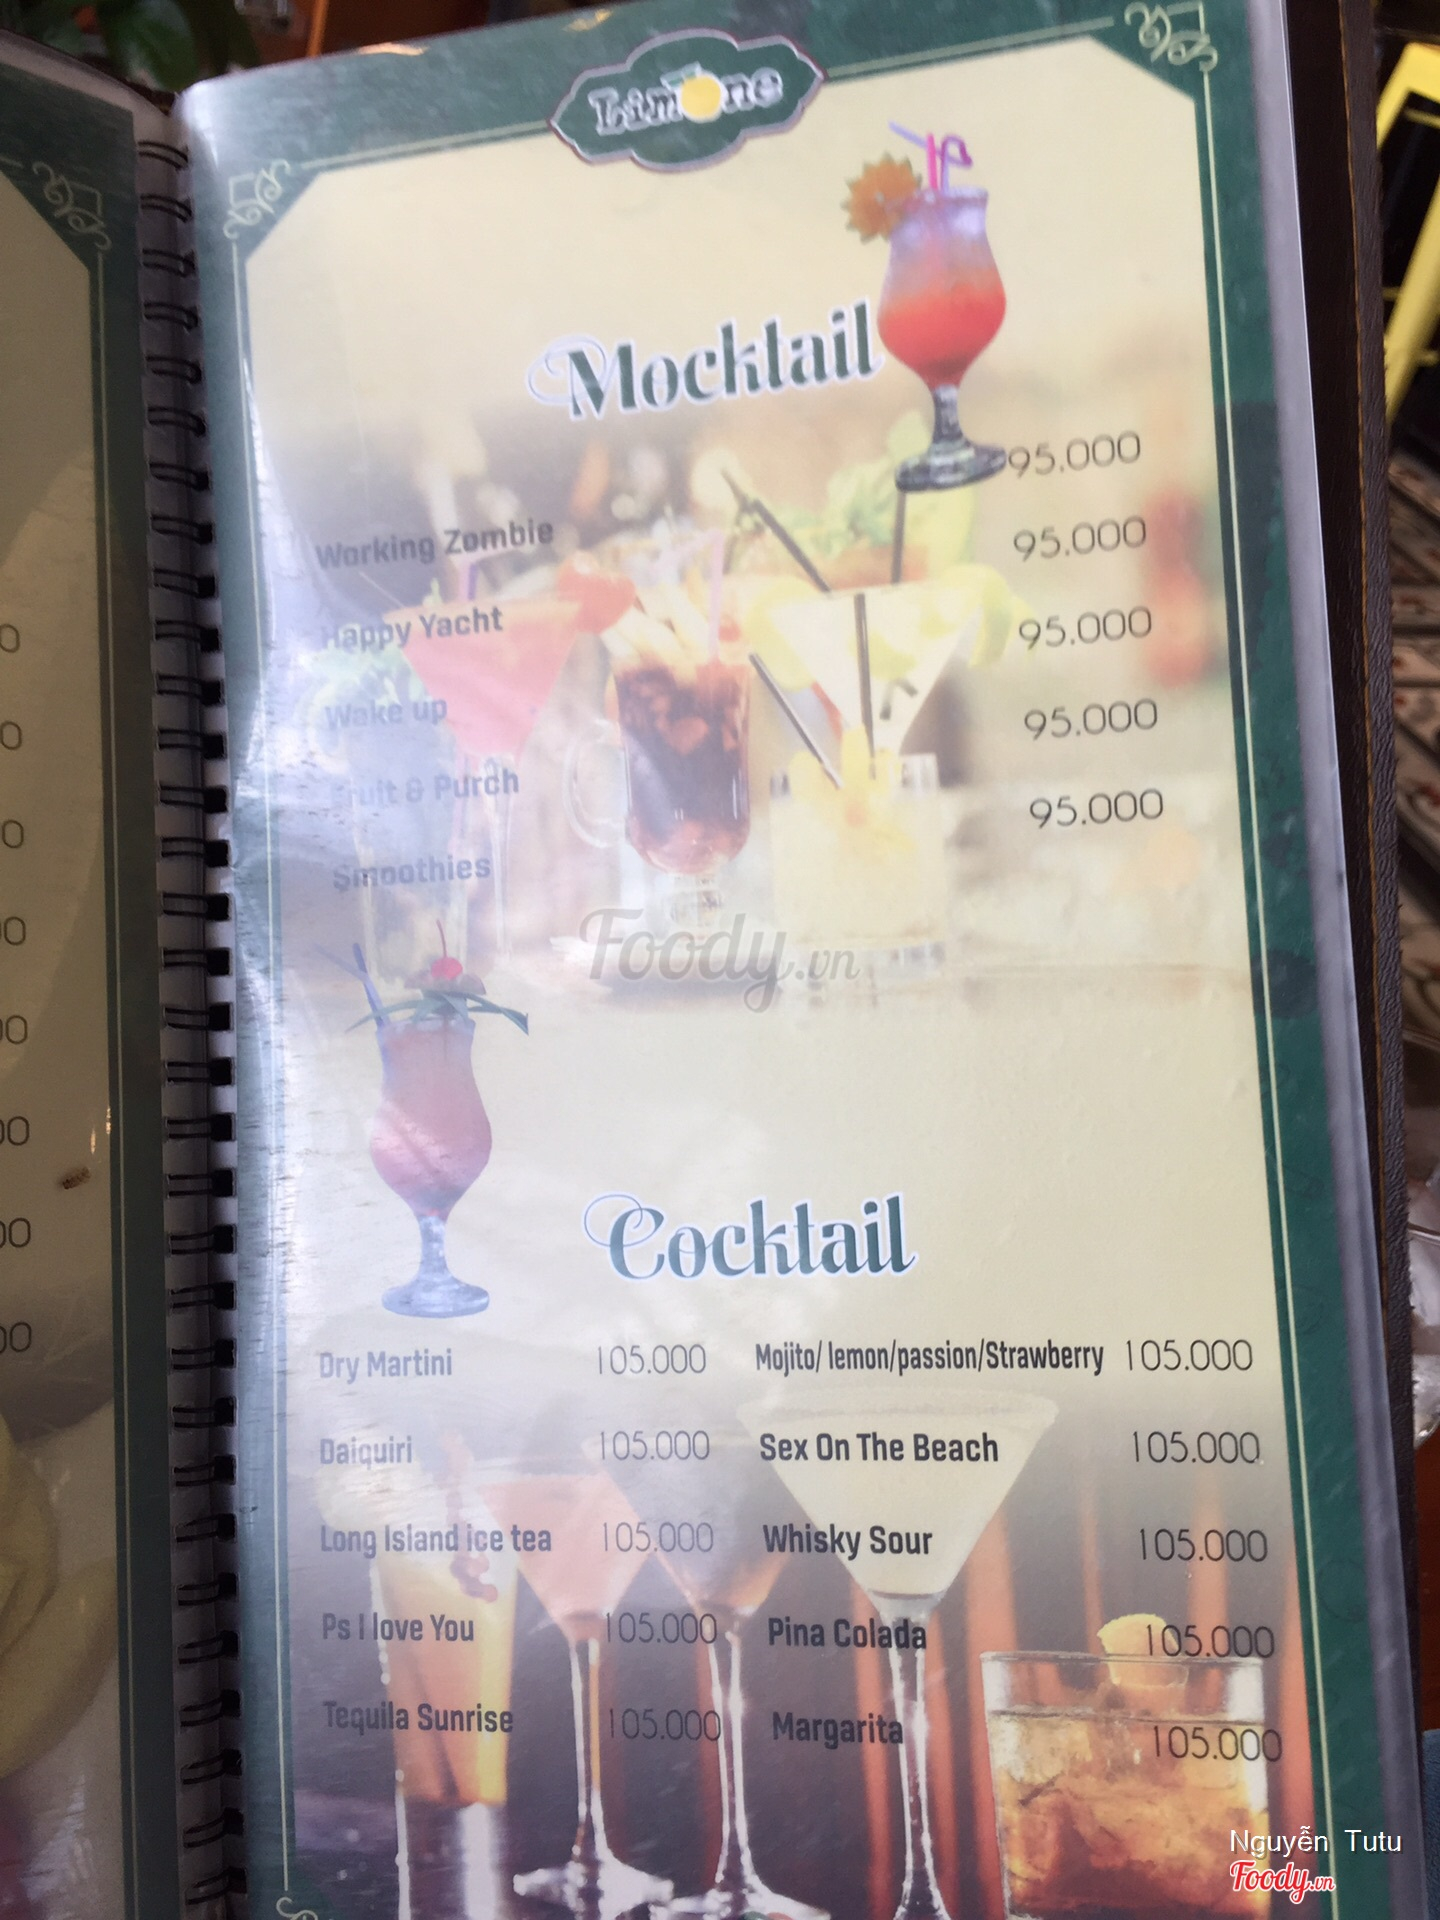 Limone
Mocktail
Working Zombie 95.000
Happy Yacht 95.000
Wake up 95.000
Fruit & Purch 95.000
Smoothies 95.000
Foody.vn
Cocktail
Dry Martini 105.000 Mojito/ lemon/passion/Strawberry 105.000
Daiquiri 105.000 Sex On The Beach 105.000
Long Island ice tea 105.000 Whisky Sour 105.000
Ps I love You 105.000 Pina Colada 105.000
Tequila Sunrise 105.000 Margarita 105.000
Nguyễn Tutu
Foody.vn